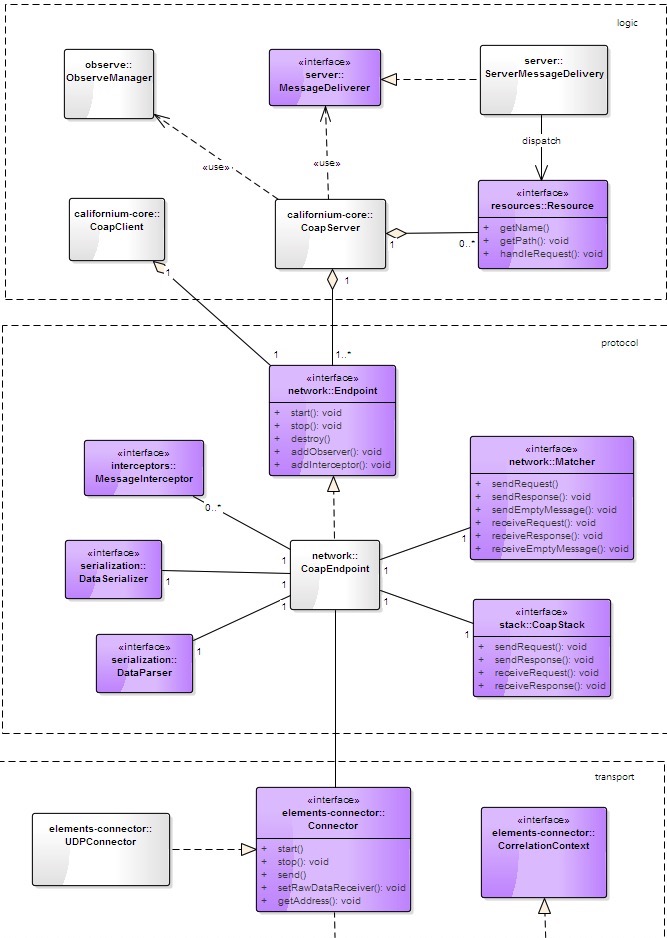 logic
observe::
ObserveManager
«interface»
server::
MessageDeliverer
server::
ServerMessageDelivery
dispatch
«use»
«use»
californium-core::
CoapClient
californium-core::
CoapServer
«interface»
resources::Resource
+ getName()
+ getPath(): void
+ handleRequest(): void
1
0..*
1
1
1
1..*
protocol
«interface»
network::Endpoint
+ start(): void
+ stop(): void
+ destroy()
+ addObserver(): void
+ addInterceptor(): void
«interface»
interceptors::
MessageInterceptor
0..*
«interface»
network::Matcher
+ sendRequest()
+ sendResponse(): void
+ sendEmptyMessage(): void
+ receiveRequest(): void
+ receiveResponse(): void
+ receiveEmptyMessage(): void
1
network::
CoapEndpoint
1
1
1
1
1
«interface»
serialization::
DataSerializer
1
«interface»
serialization::
DataParser
1
«interface»
stack::CoapStack
+ sendRequest(): void
+ sendResponse(): void
+ receiveRequest(): void
+ receiveResponse(): void
1
transport
elements-connector::
UDPConnector
«interface»
elements-connector::
Connector
+ start()
+ stop(): void
+ send()
+ setRawDataReceiver(): void
+ getAddress(): void
«interface»
elements-connector::
CorrelationContext